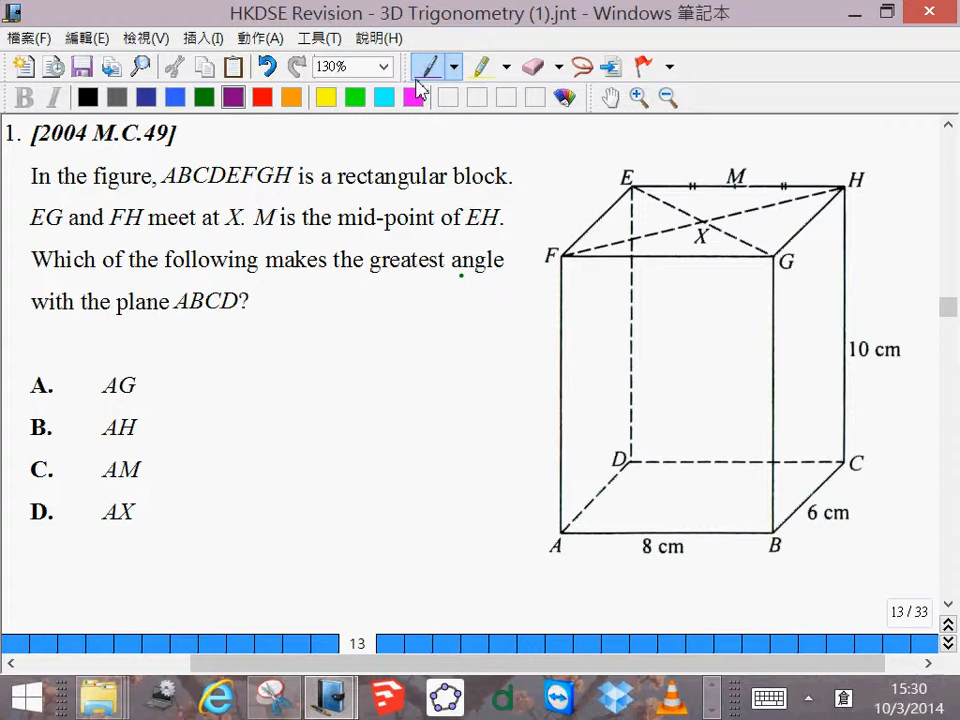 HKDSE Revision - 3D Trigonometry (1).jnt - Windows 筆記本
檔案(F) 編輯(E) 檢視(V) 插入(I) 動作(A) 工具(T) 說明(H)
130%
B I
1. [2004 M.C.49]
In the figure, ABCDEFGH is a rectangular block.
EG and FH meet at X. M is the mid-point of EH.
Which of the following makes the greatest angle
with the plane ABCD?
A. AG
B. AH
C. AM
D. AX
E M H
X
F G
10 cm
D C
6 cm
A 8 cm B
13 / 33
13
倉
15:30
10/3/2014